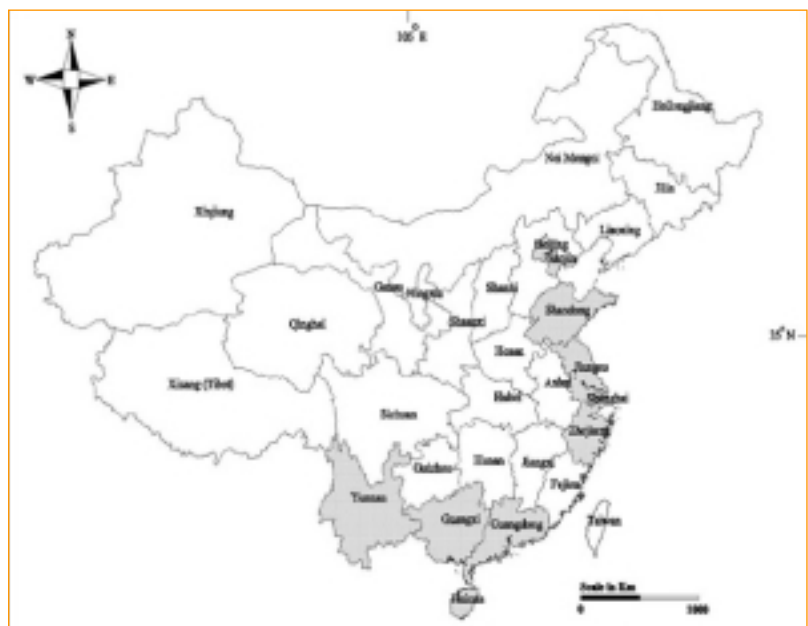 105° E
N
W E
S
Heilongjiang
Nei Mongol
Jilin
Xinjiang
Liaoning
Beijing
Tianjin
Gansu
Ningxia
Shanxi
Shandong
Qinghai
Shaanxi
35° N
Henan
Jiangsu
Xizang (Tibet)
Anhui
Hubei
Shanghai
Sichuan
Zhejiang
Guizhou
Hunan
Jiangxi
Fujian
Yunnan
Guangxi
Guangdong
Taiwan
Hainan
Scale in Km
0 1000